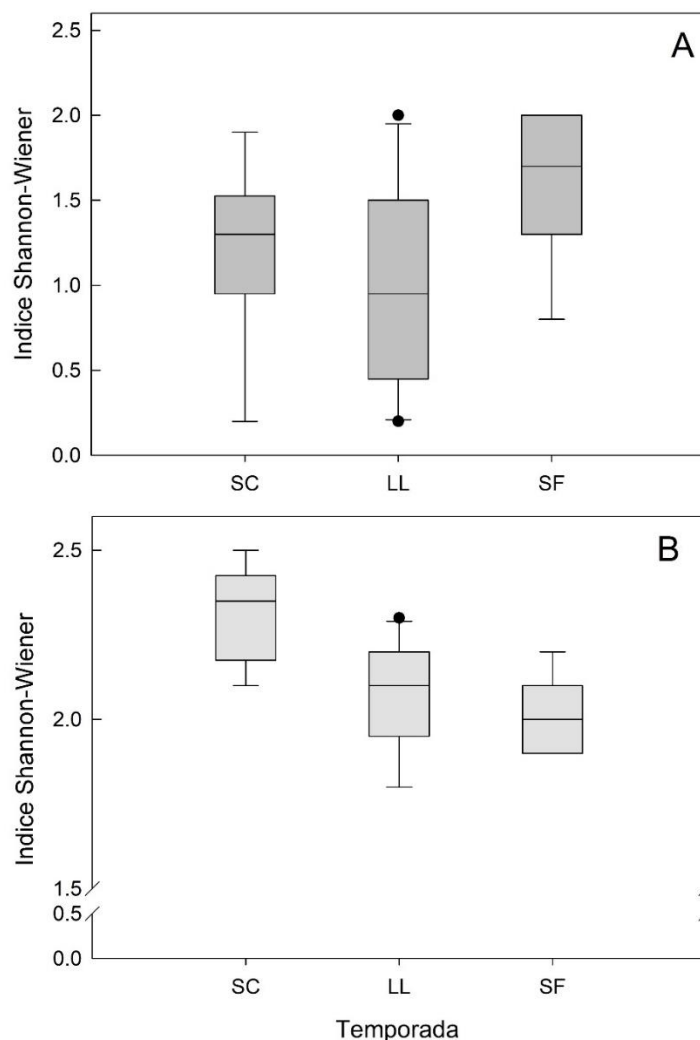 A
Indice Shannon-Wiener
2.5
2.0
1.5
1.0
0.5
0.0
SC LL SF
B
Indice Shannon-Wiener
2.5
2.0
1.5
0.5
0.0
SC LL SF
Temporada